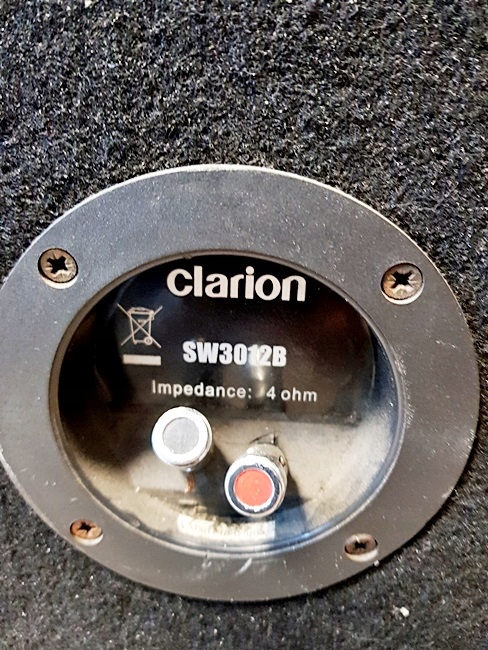 clarion
SW3012B
Impedance: 4 ohm